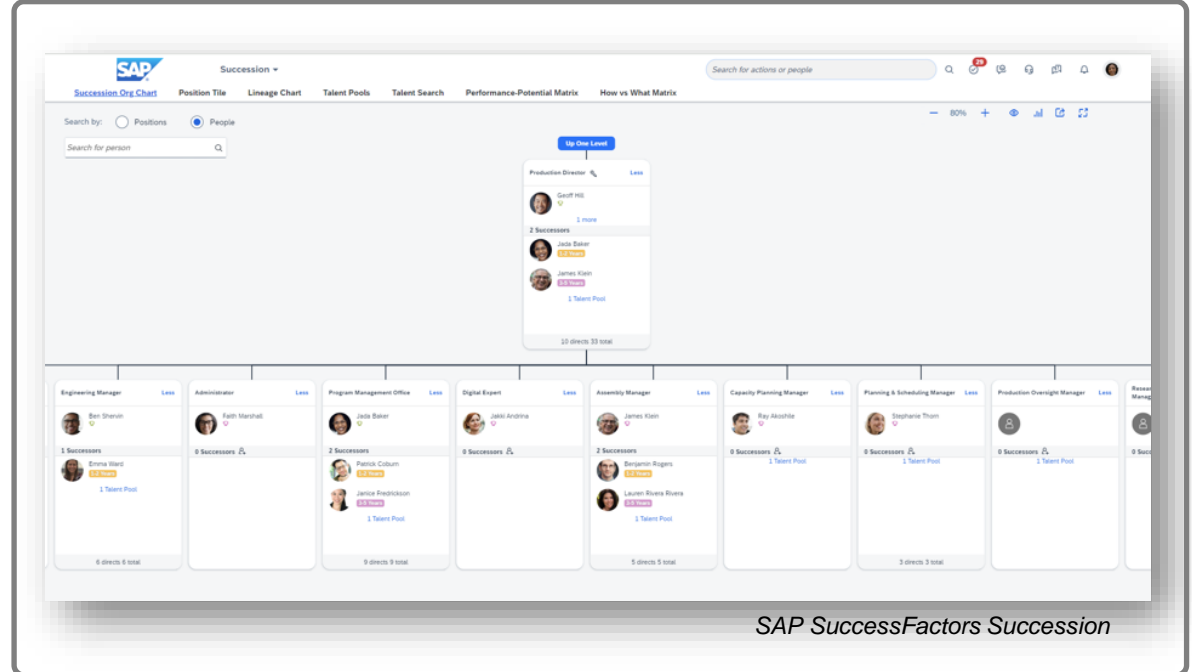 SAP
Succession
Search for actions or people
29
Succession Org Chart Position Tile Lineage Chart Talent Pools Talent Search Performance-Potential Matrix How vs What Matrix
Search by: Positions People
80%
Search for person
Up One Level
Production Director Less
Geoff Hill
1 more
2 Successors
Jada Baker
1-2 Years
James Klein
3-5 Years
1 Talent Pool
10 directs 33 total
Engineering Manager Less
Ben Shervin
1 Successors
Emma Ward
1-2 Years
1 Talent Pool
6 directs 6 total
Administrator Less
Faith Marshall
0 Successors
Program Management Office Less
Jada Baker
2 Successors
Patrick Coburn
1-2 Years
Janice Fredrickson
3-5 Years
1 Talent Pool
9 directs 9 total
Digital Expert Less
Jakki Andrina
0 Successors
Assembly Manager Less
James Klein
2 Successors
Benjamin Rogers
1-2 Years
Lauren Rivera Rivera
3-5 Years
1 Talent Pool
5 directs 5 total
Capacity Planning Manager Less
Ray Akoshile
0 Successors
1 Talent Pool
Planning & Scheduling Manager Less
Stephanie Thorn
0 Successors
1 Talent Pool
3 directs 3 total
Production Oversight Manager Less
0 Successors
1 Talent Pool
SAP SuccessFactors Succession